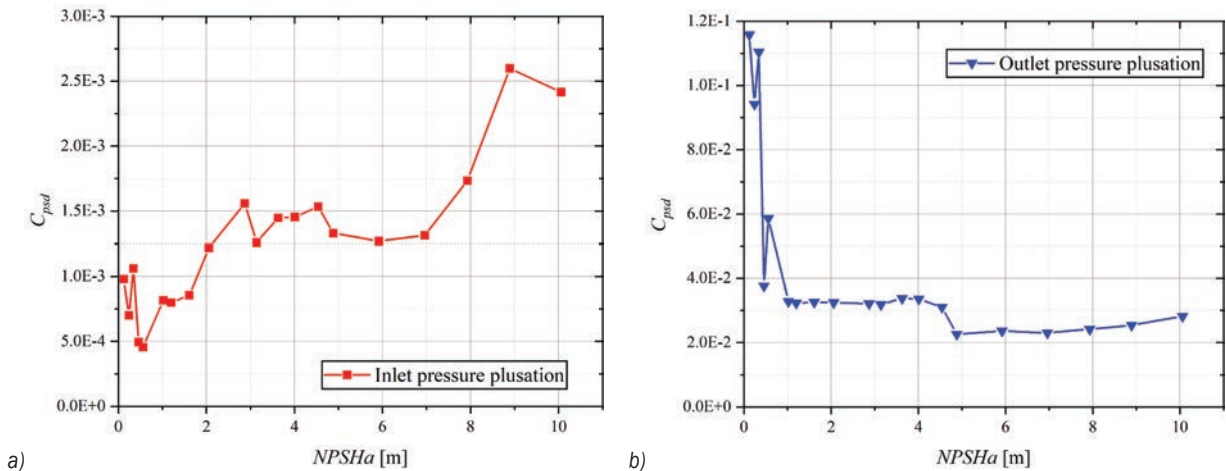 3.0E-3
2.5E-3
2.0E-3
1.5E-3
1.0E-3
5.0E-4
0.0E+0
C_psd
Inlet pressure plusation
0 2 4 6 8 10
NPSHa [m]
a)
1.2E-1
1.0E-1
8.0E-2
6.0E-2
4.0E-2
2.0E-2
0.0E+0
C_psd
Outlet pressure plusation
0 2 4 6 8 10
NPSHa [m]
b)